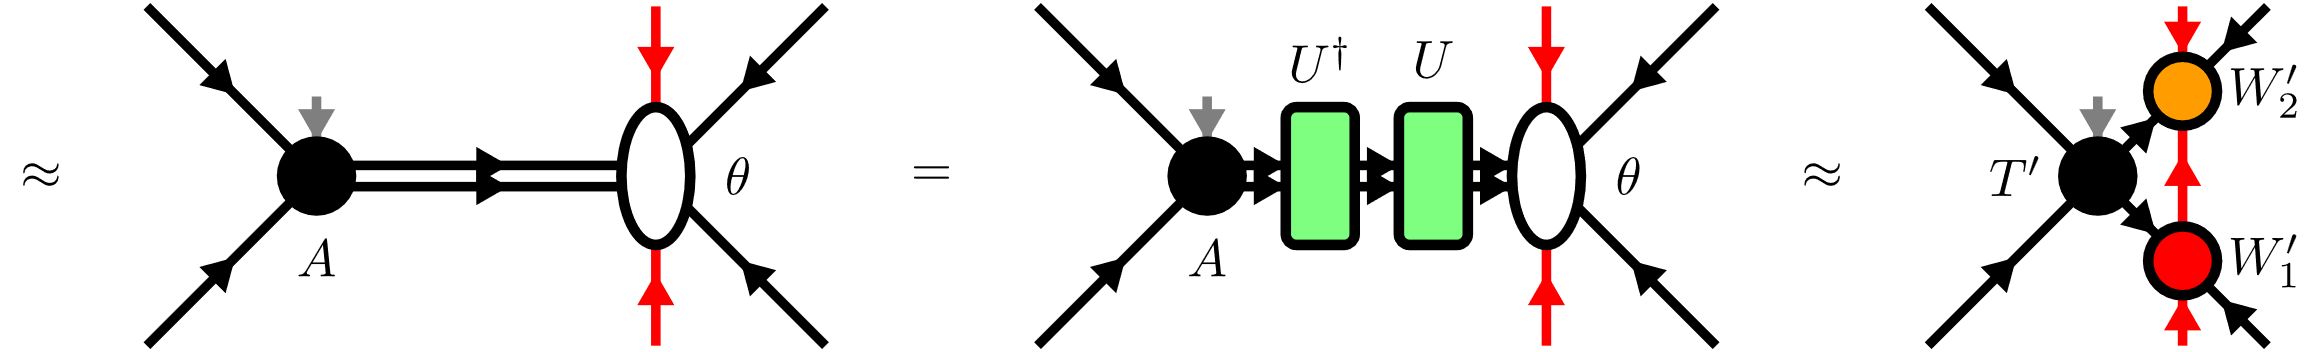 ≈ A θ = A U† U θ ≈ T′ W′₂ W′₁